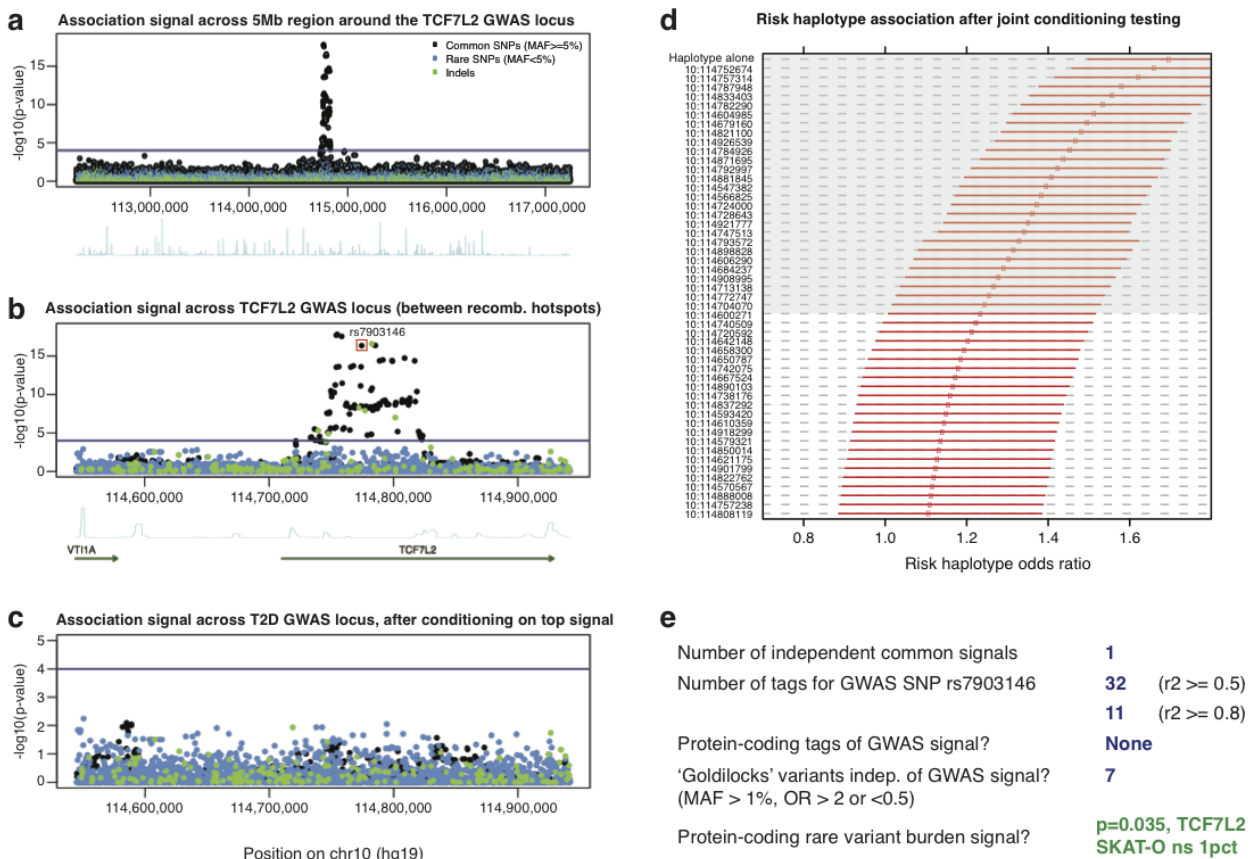 a
Association signal across 5Mb region around the TCF7L2 GWAS locus
Common SNPs (MAF>=5%)
Rare SNPs (MAF<5%)
Indels
-log10(p-value)
15
10
5
0
113,000,000
114,000,000
115,000,000
116,000,000
117,000,000
b
Association signal across TCF7L2 GWAS locus (between recomb. hotspots)
rs7903146
-log10(p-value)
15
10
5
0
114,600,000
114,700,000
114,800,000
114,900,000
VTI1A
TCF7L2
c
Association signal across T2D GWAS locus, after conditioning on top signal
-log10(p-value)
5
4
3
2
1
0
114,600,000
114,700,000
114,800,000
114,900,000
Position on chr10 (hg19)
d
Risk haplotype association after joint conditioning testing
Haplotype alone
10:114752674
10:114757314
10:114787948
10:114833403
10:114782290
10:114604985
10:114679160
10:114821100
10:114926539
10:114784926
10:114871695
10:114792997
10:114881845
10:114547382
10:114566825
10:114724000
10:114728643
10:114921777
10:114747513
10:114793572
10:114898828
10:114606290
10:114684237
10:114908995
10:114713138
10:114772747
10:114704070
10:114600271
10:114740509
10:114720592
10:114642148
10:114658300
10:114650787
10:114742075
10:114667524
10:114890103
10:114738176
10:114837292
10:114593420
10:114610359
10:114918299
10:114579321
10:114850014
10:114621175
10:114901799
10:114822762
10:114570567
10:114888008
10:114757238
10:114808119
0.8
1.0
1.2
1.4
1.6
Risk haplotype odds ratio
e
Number of independent common signals 1
Number of tags for GWAS SNP rs7903146 32 (r2 >= 0.5)
11 (r2 >= 0.8)
Protein-coding tags of GWAS signal? None
'Goldilocks' variants indep. of GWAS signal? 7
(MAF > 1%, OR > 2 or <0.5)
Protein-coding rare variant burden signal? p=0.035, TCF7L2
SKAT-O ns 1pct